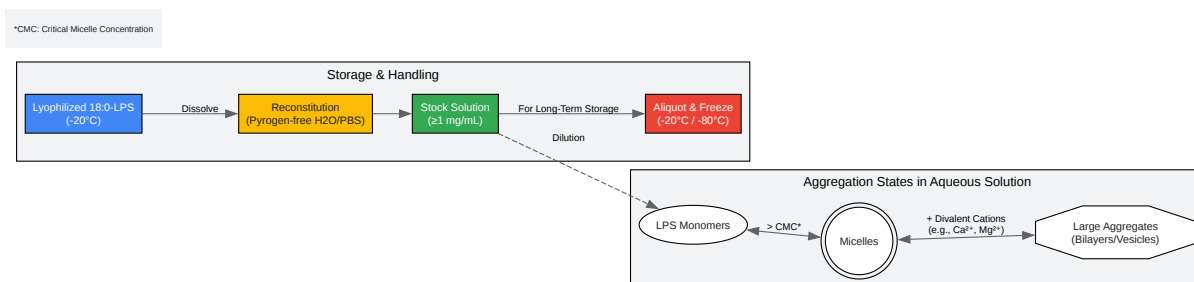 *CMC: Critical Micelle Concentration
Storage & Handling
Lyophilized 18:0-LPS
(-20°C)
Dissolve
Reconstitution
(Pyrogen-free H2O/PBS)
Stock Solution
(≥1 mg/mL)
For Long-Term Storage
Aliquot & Freeze
(-20°C / -80°C)
Dilution
Aggregation States in Aqueous Solution
LPS Monomers
> CMC*
Micelles
+ Divalent Cations
(e.g., Ca²⁺, Mg²⁺)
Large Aggregates
(Bilayers/Vesicles)